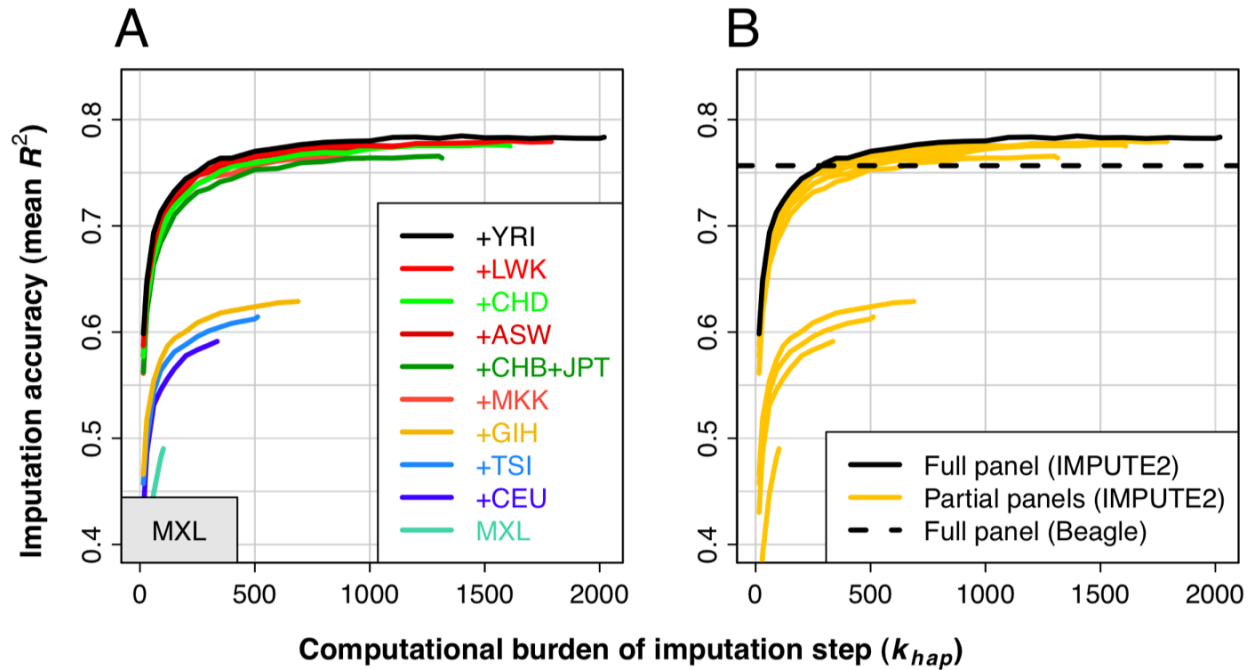 A
B
Imputation accuracy (mean R²)
0.8
0.7
0.6
0.5
0.4
+YRI
+LWK
+CHD
+ASW
+CHB+JPT
+MKK
+GIH
+TSI
+CEU
MXL
MXL
0
500
1000
1500
2000
0.8
0.7
0.6
0.5
0.4
Full panel (IMPUTE2)
Partial panels (IMPUTE2)
Full panel (Beagle)
0
500
1000
1500
2000
Computational burden of imputation step (k_hap)